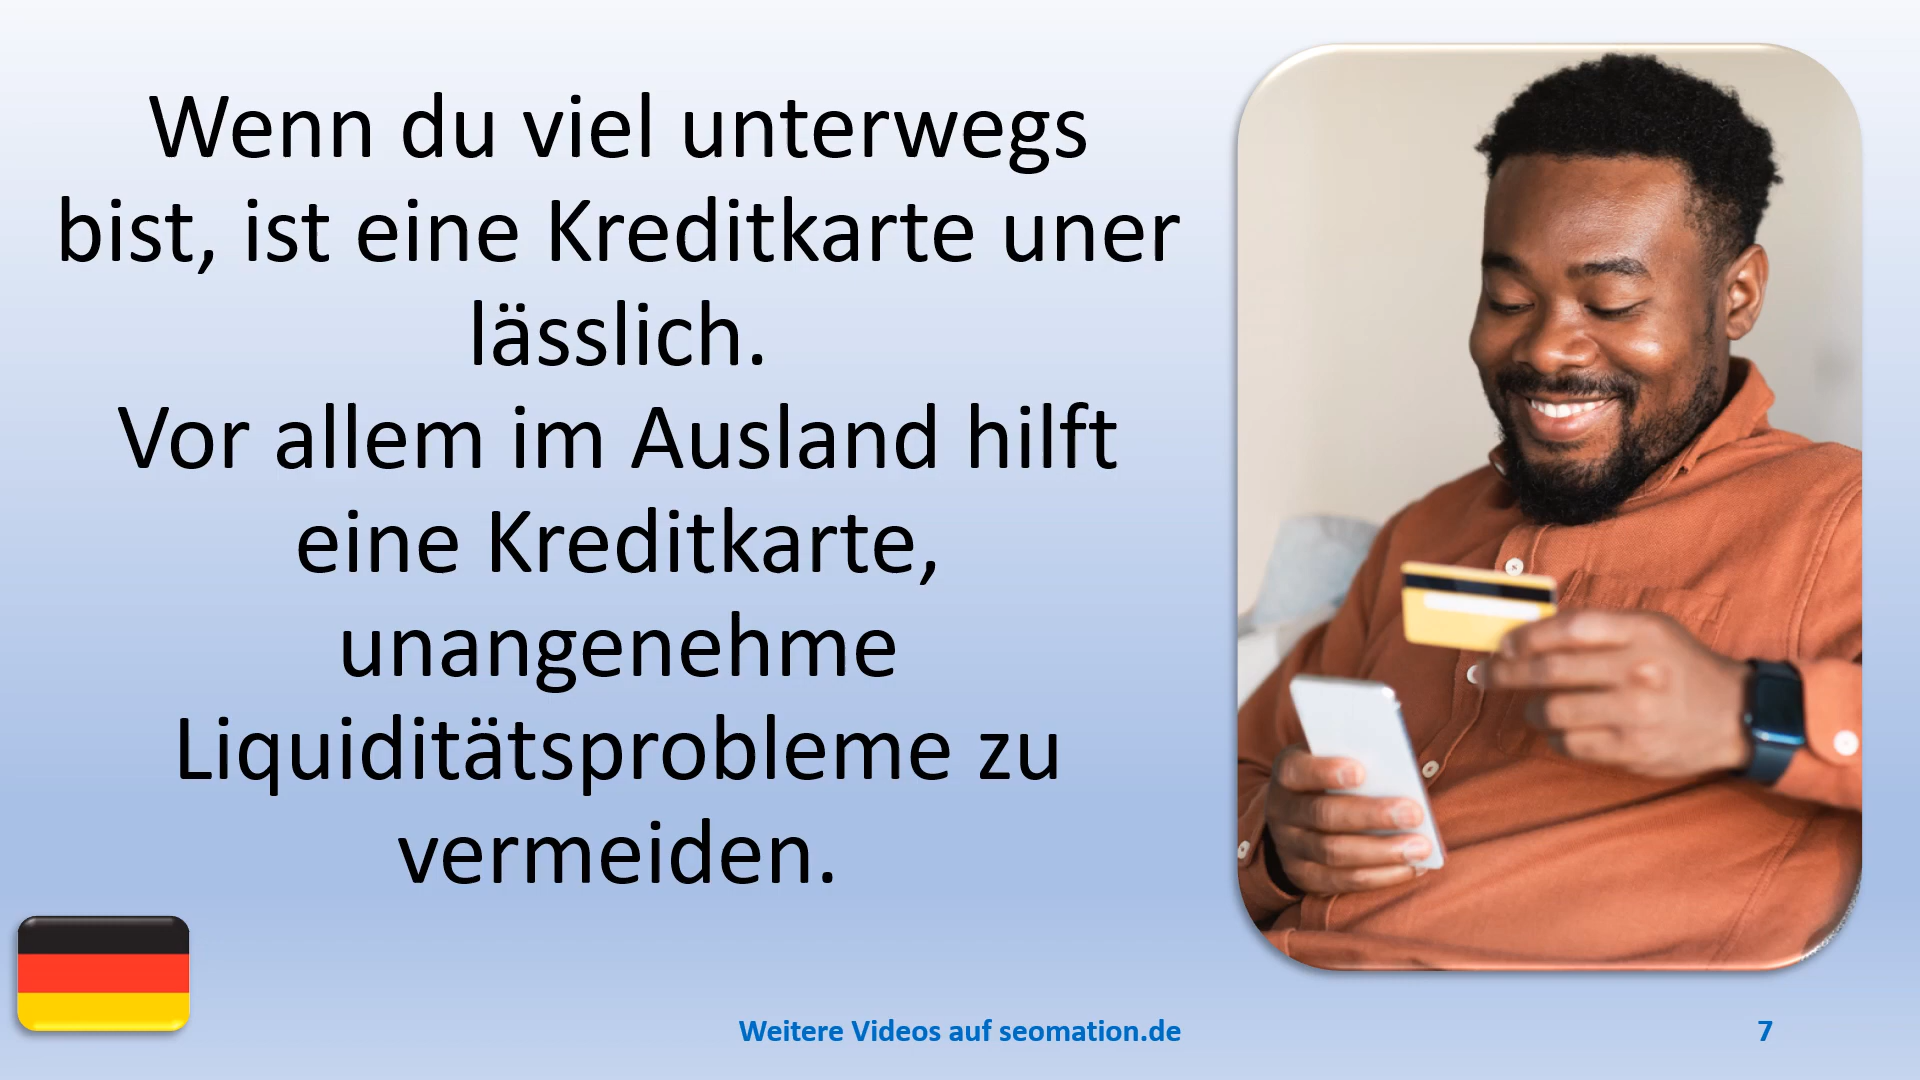 Wenn du viel unterwegs
bist, ist eine Kreditkarte uner
lässlich.
Vor allem im Ausland hilft
eine Kreditkarte,
unangenehme
Liquiditätsprobleme zu
vermeiden.
Weitere Videos auf seomation.de
7